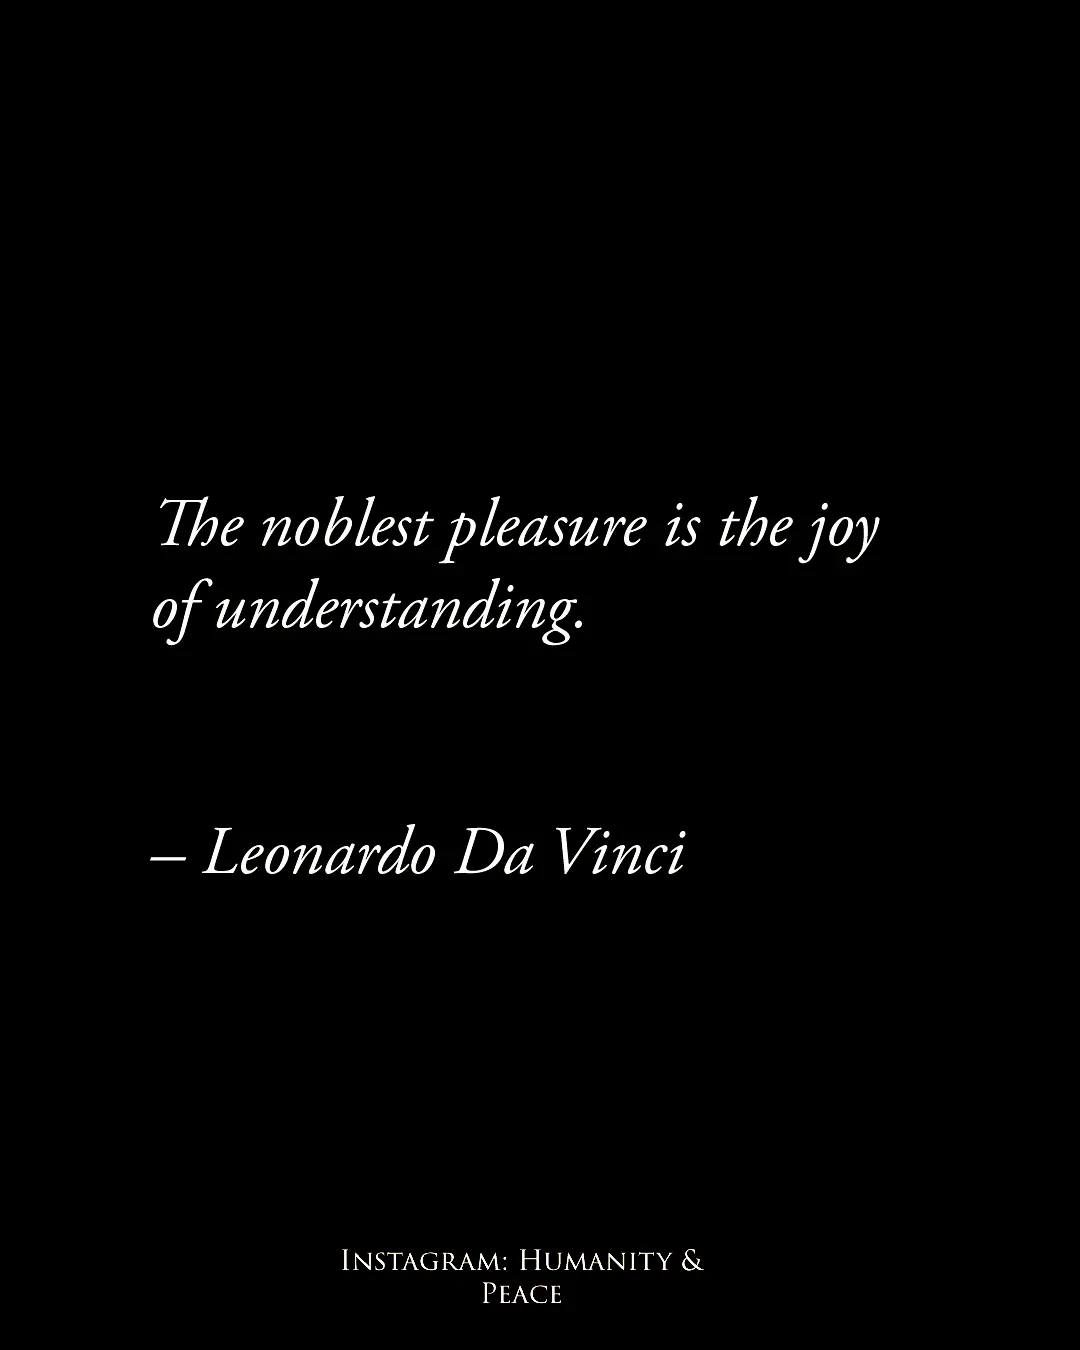 The noblest pleasure is the joy
of understanding.
– Leonardo Da Vinci
Instagram: Humanity &
Peace